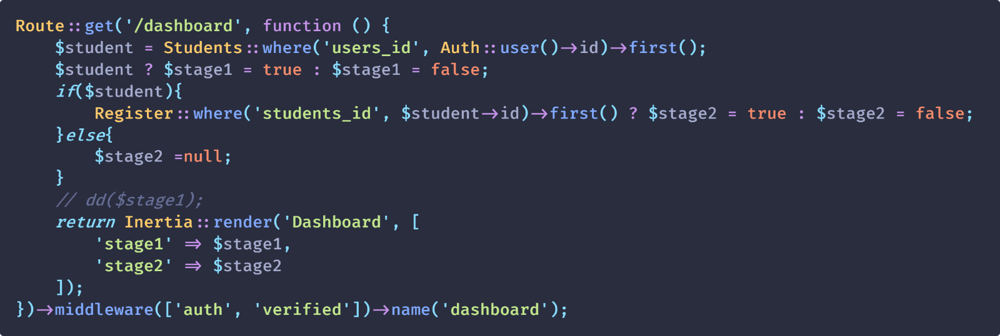 Route::get('/dashboard', function () {
    $student = Students::where('users_id', Auth::user()->id)->first();
    $student ? $stage1 = true : $stage1 = false;
    if($student){
        Register::where('students_id', $student->id)->first() ? $stage2 = true : $stage2 = false;
    }else{
        $stage2 =null;
    }
    // dd($stage1);
    return Inertia::render('Dashboard', [
        'stage1' => $stage1,
        'stage2' => $stage2
    ]);
})->middleware(['auth', 'verified'])->name('dashboard');